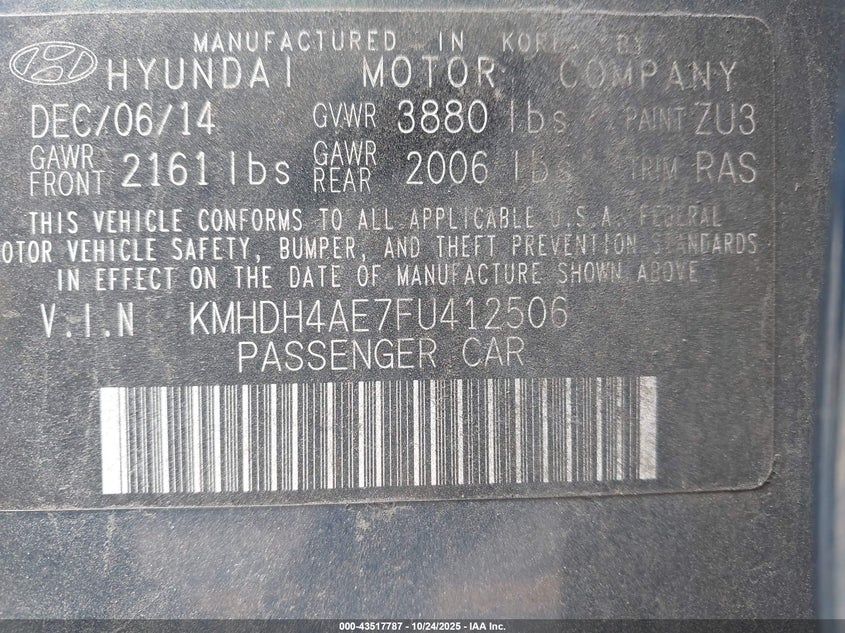 MANUFACTURED IN KOREA BY
HYUNDAI MOTOR COMPANY
DEC/06/14 GVWR 3880 lbs PAINT ZU3
GAWR FRONT 2161 lbs GAWR REAR 2006 lbs TRIM RAS
THIS VEHICLE CONFORMS TO ALL APPLICABLE U.S.A. FEDERAL
MOTOR VEHICLE SAFETY, BUMPER, AND THEFT PREVENTION STANDARDS
IN EFFECT ON THE DATE OF MANUFACTURE SHOWN ABOVE
V.I.N KMHDH4AE7FU412506
PASSENGER CAR
000-43517787 - 10/24/2025 - IAA Inc.